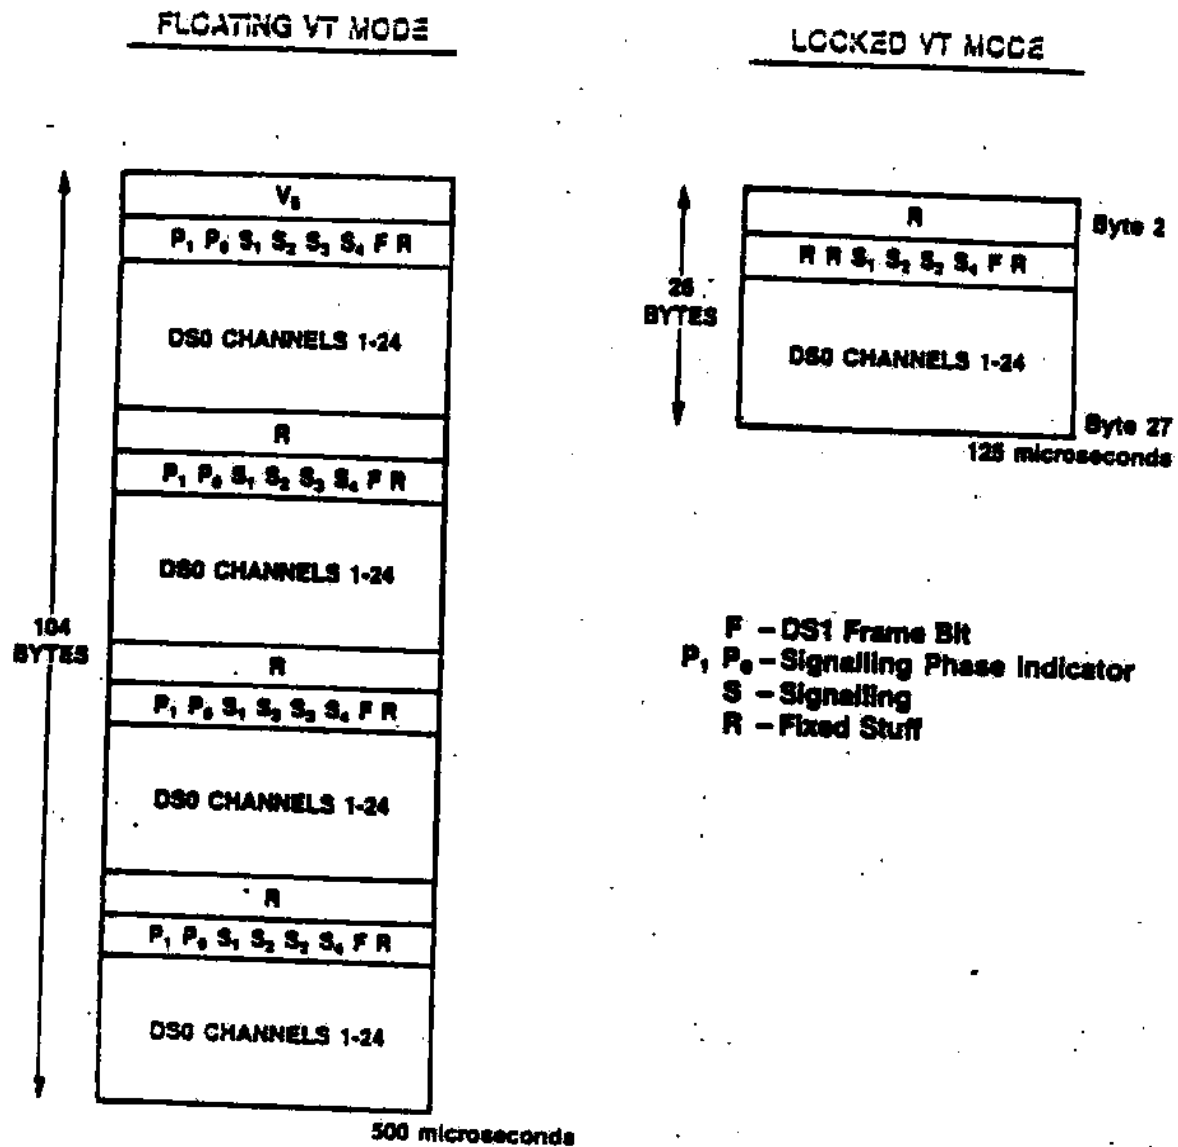 FLOATING VT MODE
V₅
P₁ P₀ S₁ S₂ S₃ S₄ F R
DS0 CHANNELS 1-24
R
P₁ P₀ S₁ S₂ S₃ S₄ F R
DS0 CHANNELS 1-24
R
P₁ P₀ S₁ S₂ S₃ S₄ F R
DS0 CHANNELS 1-24
R
P₁ P₀ S₁ S₂ S₃ S₄ F R
DS0 CHANNELS 1-24
104
BYTES
500 microseconds
LOCKED VT MODE
R
Byte 2
R R S₁ S₂ S₃ S₄ F R
26
BYTES
DS0 CHANNELS 1-24
Byte 27
125 microseconds
F – DS1 Frame Bit
P₁ P₀ – Signalling Phase Indicator
S – Signalling
R – Fixed Stuff